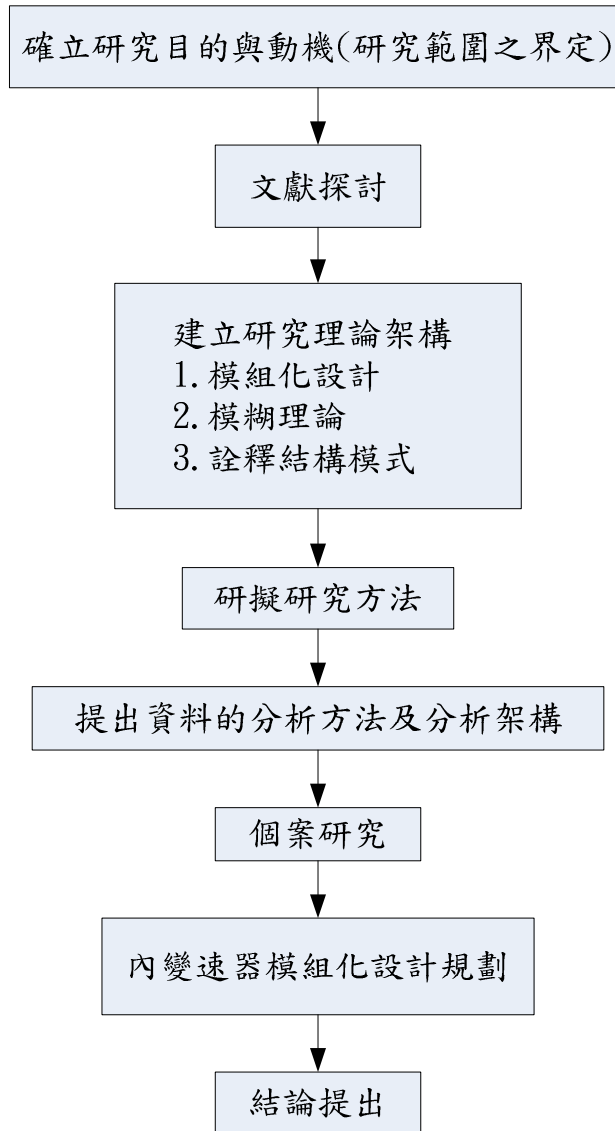 確立研究目的與動機(研究範圍之界定)
文獻探討
建立研究理論架構
1.模組化設計
2.模糊理論
3.詮釋結構模式
研擬研究方法
提出資料的分析方法及分析架構
個案研究
內變速器模組化設計規劃
結論提出